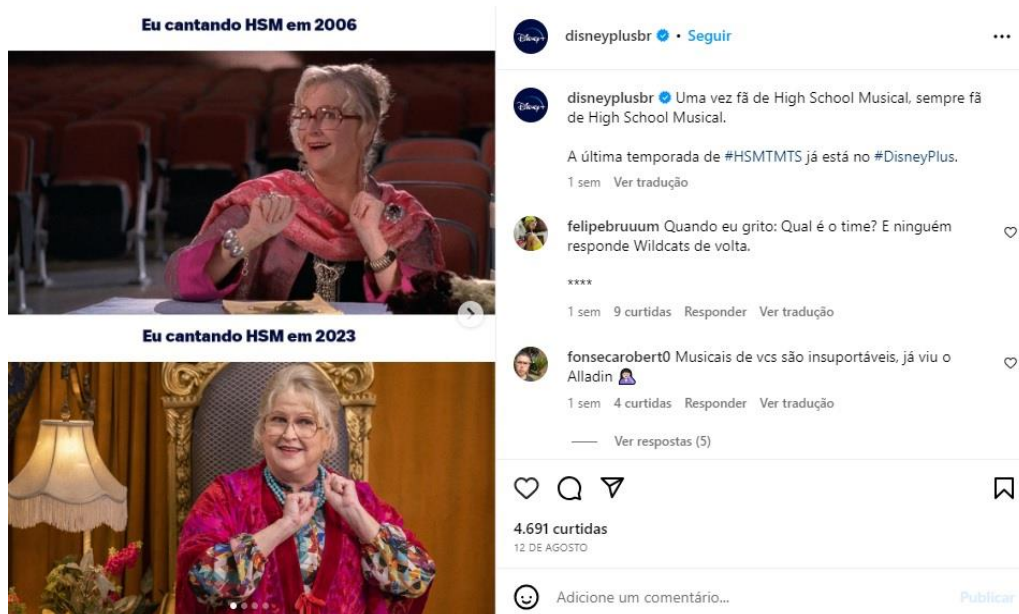 Eu cantando HSM em 2006
Eu cantando HSM em 2023
Disney+
disneyplusbr • Seguir
Disney+
disneyplusbr Uma vez fã de High School Musical, sempre fã
de High School Musical.
A última temporada de #HSMTMTS já está no #DisneyPlus.
1 sem Ver tradução
felipebruuum Quando eu grito: Qual é o time? E ninguém
responde Wildcats de volta.
****
1 sem 9 curtidas Responder Ver tradução
fonsecarobert0 Musicais de vcs são insuportáveis, já viu o
Alladin 🤦🏻‍♀️
1 sem 4 curtidas Responder Ver tradução
Ver respostas (5)
4.691 curtidas
12 DE AGOSTO
Adicione um comentário... Publicar